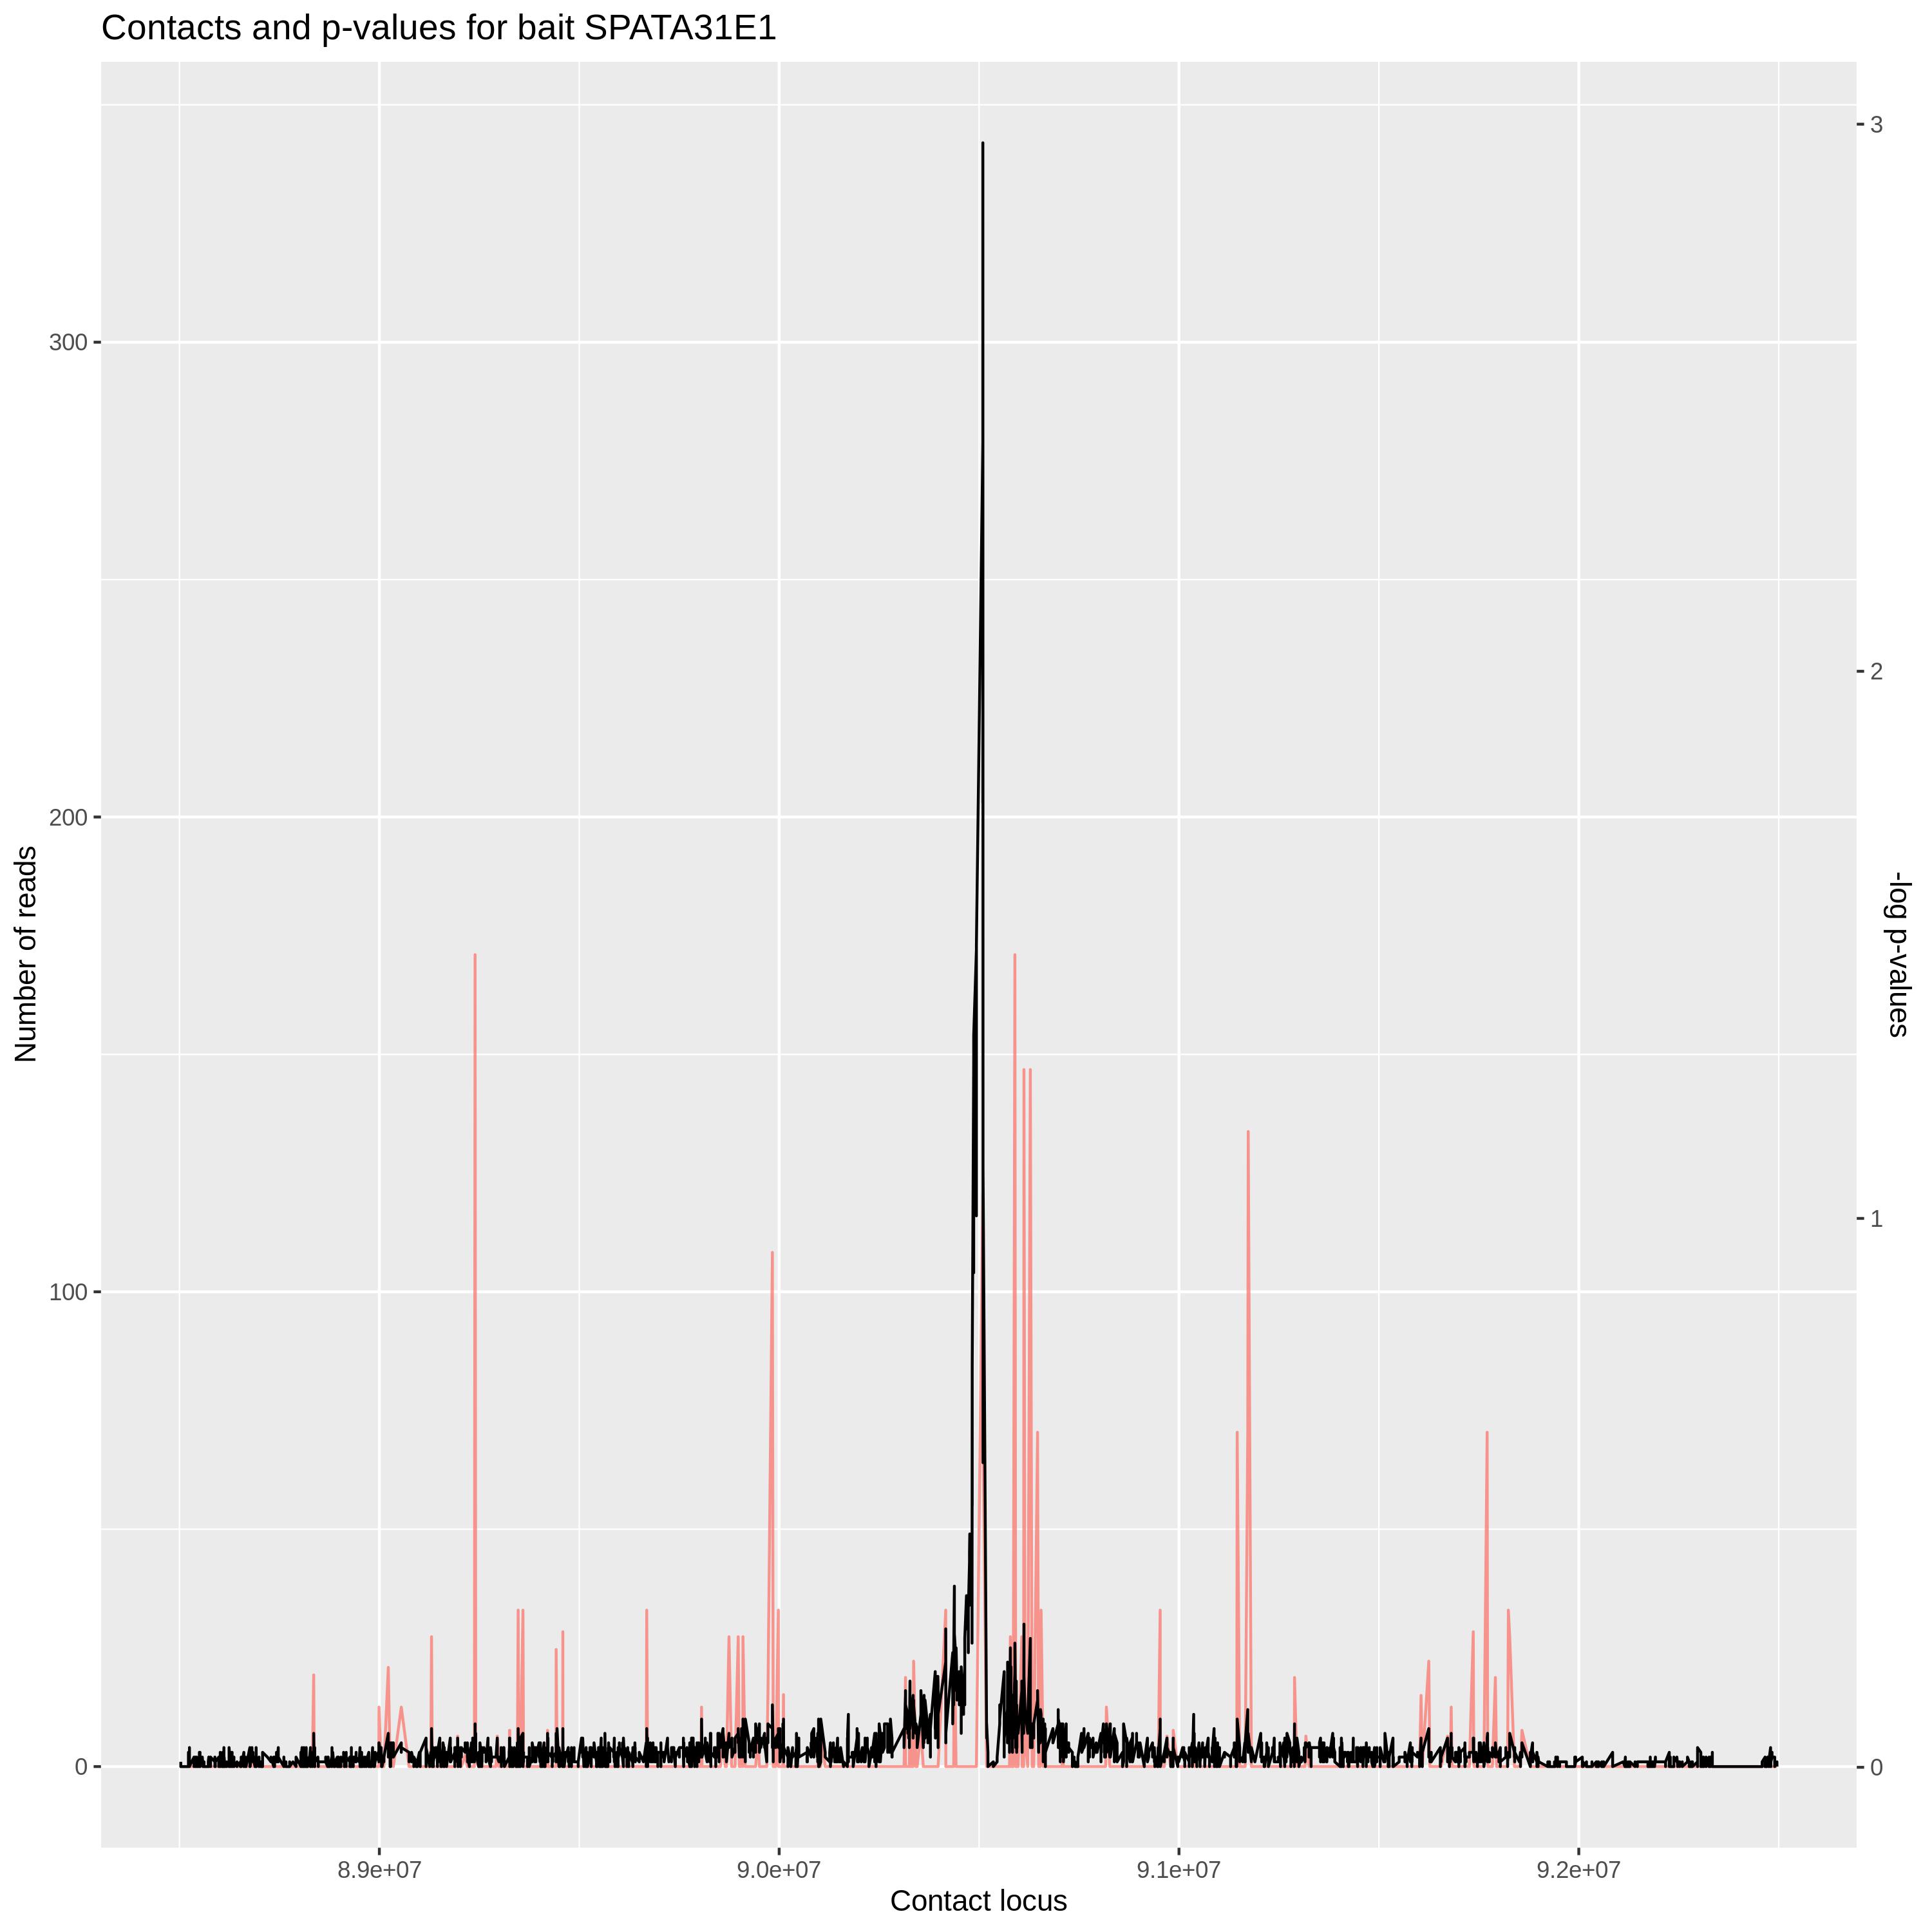 Contacts and p-values for bait SPATA31E1
3
300
2
200
Number of reads
-log p-values
1
100
0
0
8.9e+07
9.0e+07
9.1e+07
9.2e+07
Contact locus